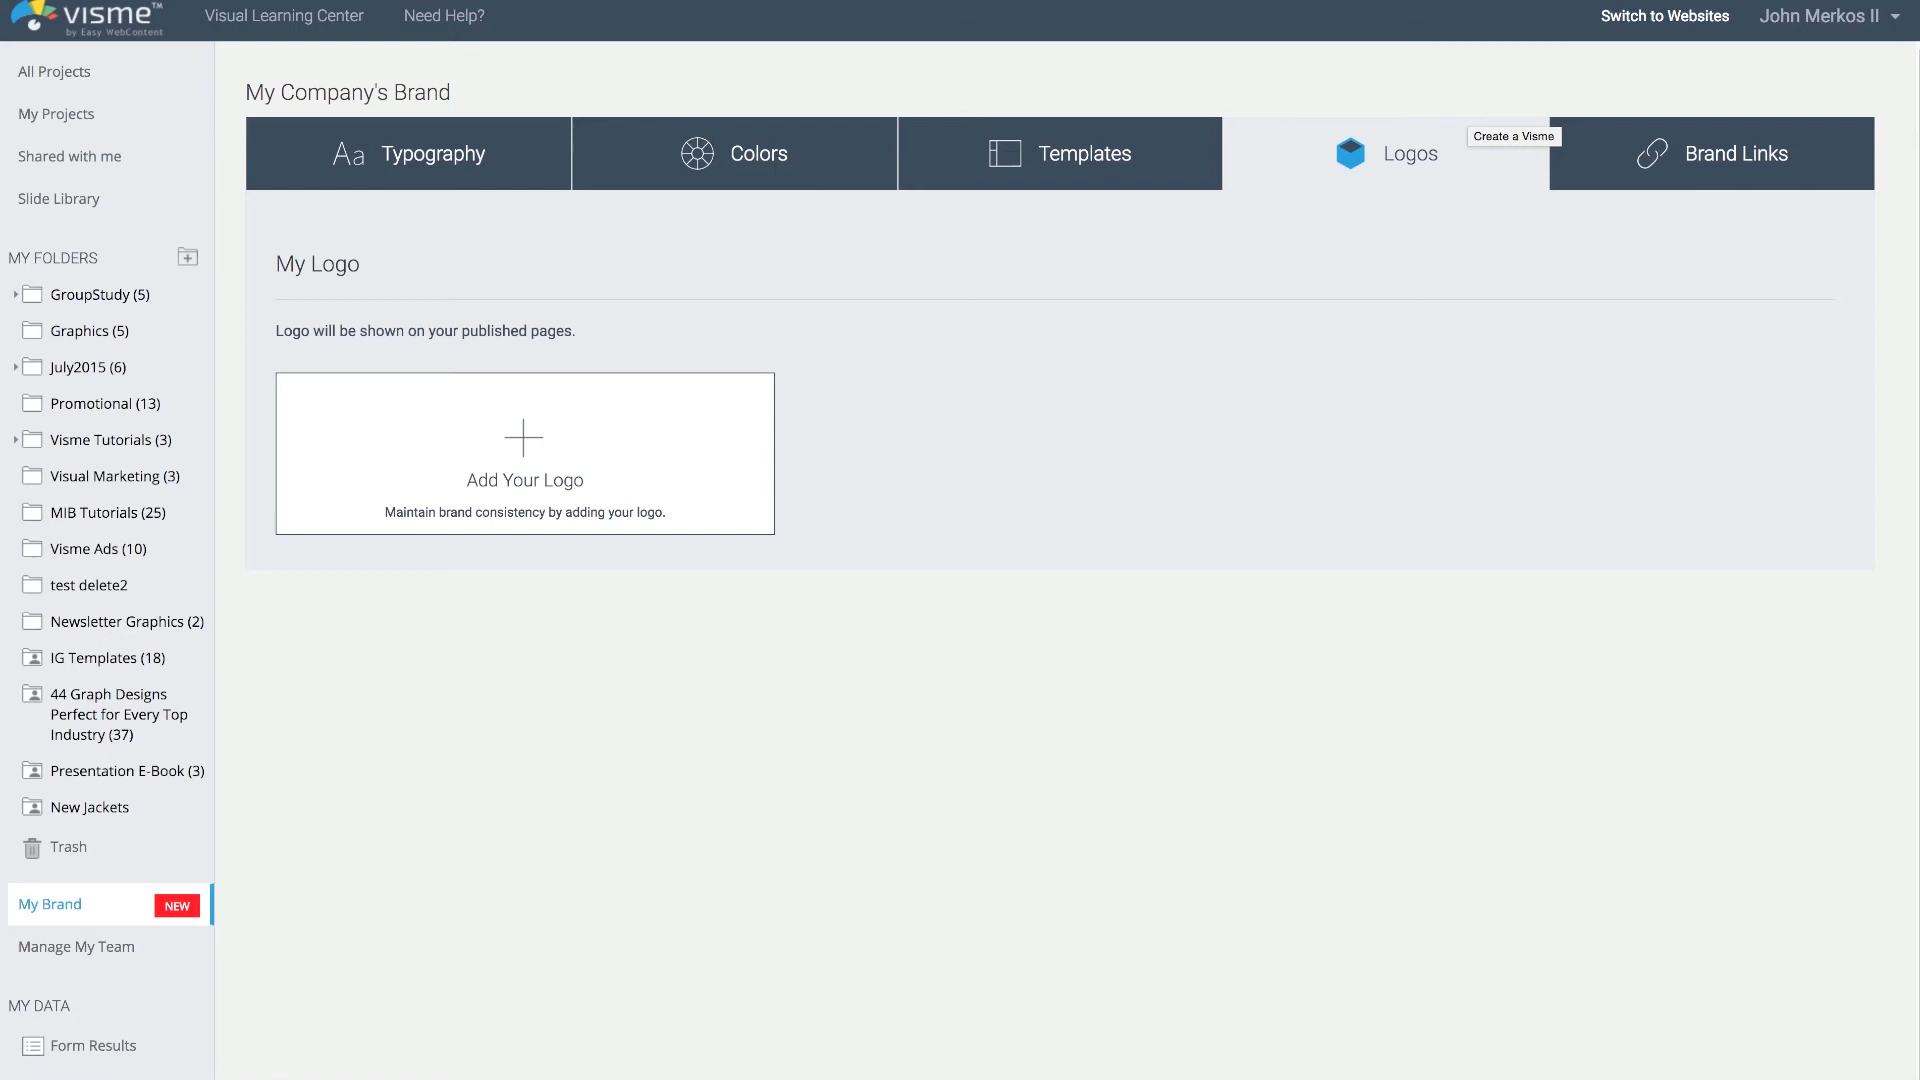 visme™
by Easy WebContent
Visual Learning Center
Need Help?
Switch to Websites
John Merkos II
All Projects
My Projects
Shared with me
Slide Library
MY FOLDERS
GroupStudy (5)
Graphics (5)
July2015 (6)
Promotional (13)
Visme Tutorials (3)
Visual Marketing (3)
MIB Tutorials (25)
Visme Ads (10)
test delete2
Newsletter Graphics (2)
IG Templates (18)
44 Graph Designs
Perfect for Every Top
Industry (37)
Presentation E-Book (3)
New Jackets
Trash
My Brand
NEW
Manage My Team
MY DATA
Form Results
My Company's Brand
Aa Typography
Colors
Templates
Logos
Create a Visme
Brand Links
My Logo
Logo will be shown on your published pages.
Add Your Logo
Maintain brand consistency by adding your logo.